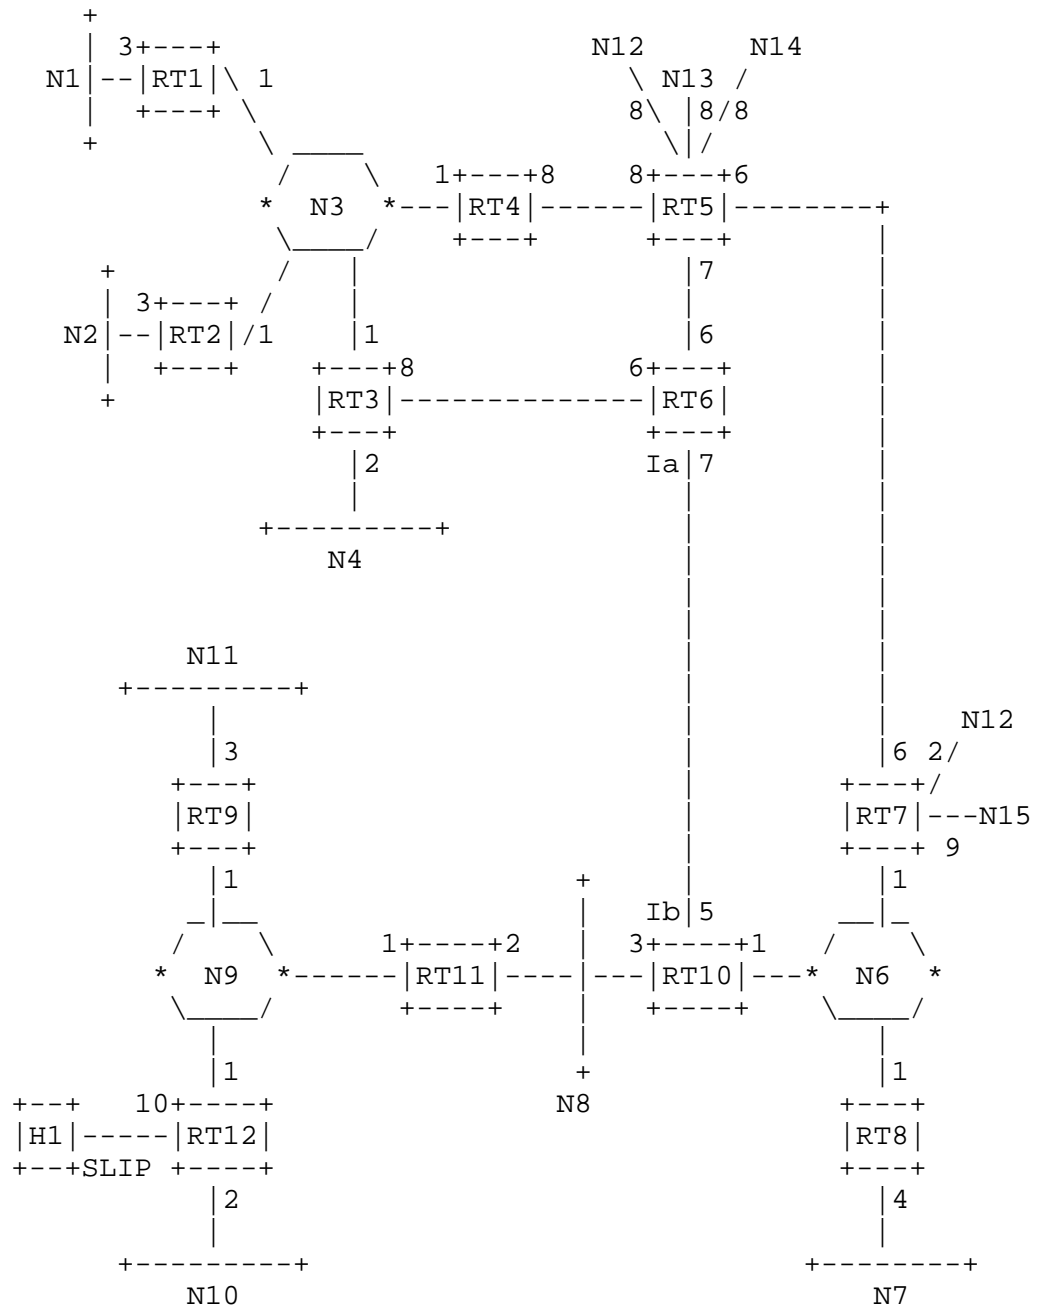 3
N12 N14
N1 RT1 1 N13
8 8 8
1 8 8 6
N3 RT4 RT5
7
3
N2 RT2 1 1 6
8 6
RT3 RT6
2 Ia 7
N4
N11
N12
3 6 2
RT9 RT7 N15
9
1 1
Ib 5
1 2 3 1
N9 RT11 RT10 N6
1 1
10 N8
H1 RT12 RT8
SLIP
2 4
N10 N7